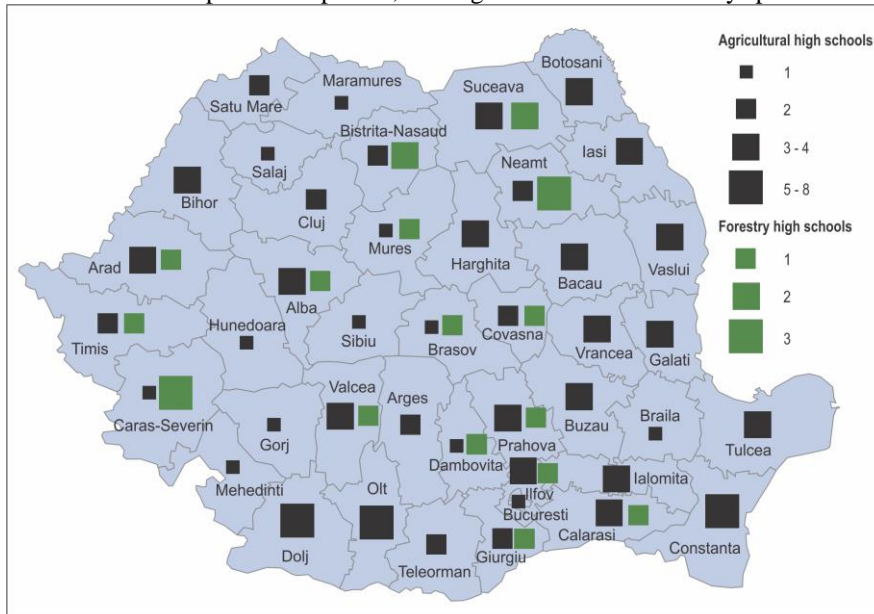 Agricultural high schools
1
2
3 - 4
5 - 8
Forestry high schools
1
2
3
Botosani
Maramures
Suceava
Satu Mare
Bistrita-Nasaud
Iasi
Salaj
Neamt
Bihor
Cluj
Mures
Harghita
Vaslui
Arad
Bacau
Alba
Hunedoara
Sibiu
Covasna
Timis
Brasov
Vrancea
Galati
Valcea
Arges
Caras-Severin
Gorj
Prahova
Buzau
Braila
Dambovita
Tulcea
Mehedinti
Olt
Ilfov
Ialomita
Bucuresti
Calarasi
Dolj
Teleorman
Giurgiu
Constanta